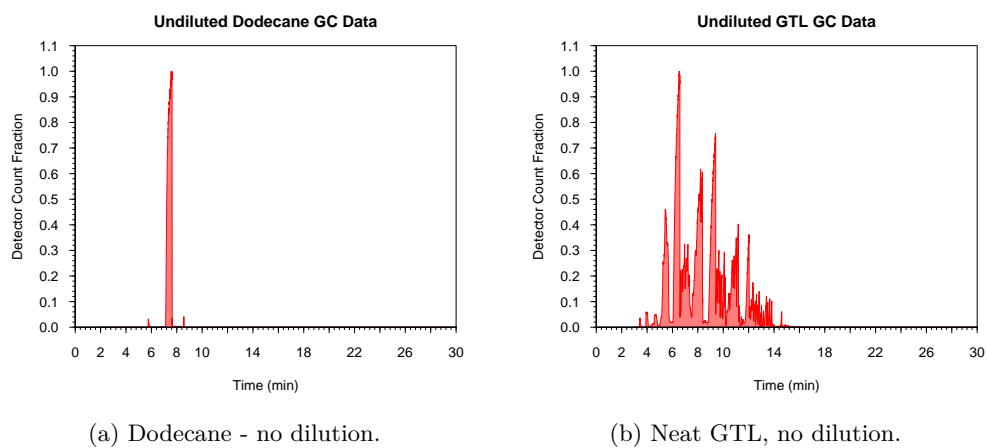 Undiluted Dodecane GC Data
1.1
1.0
0.9
0.8
0.7
0.6
0.5
0.4
0.3
0.2
0.1
0.0
Detector Count Fraction
0 2 4 6 8 10 14 18 22 26 30
Time (min)
(a) Dodecane - no dilution.
Undiluted GTL GC Data
1.1
1.0
0.9
0.8
0.7
0.6
0.5
0.4
0.3
0.2
0.1
0.0
Detector Count Fraction
0 2 4 6 8 10 14 18 22 26 30
Time (min)
(b) Neat GTL, no dilution.